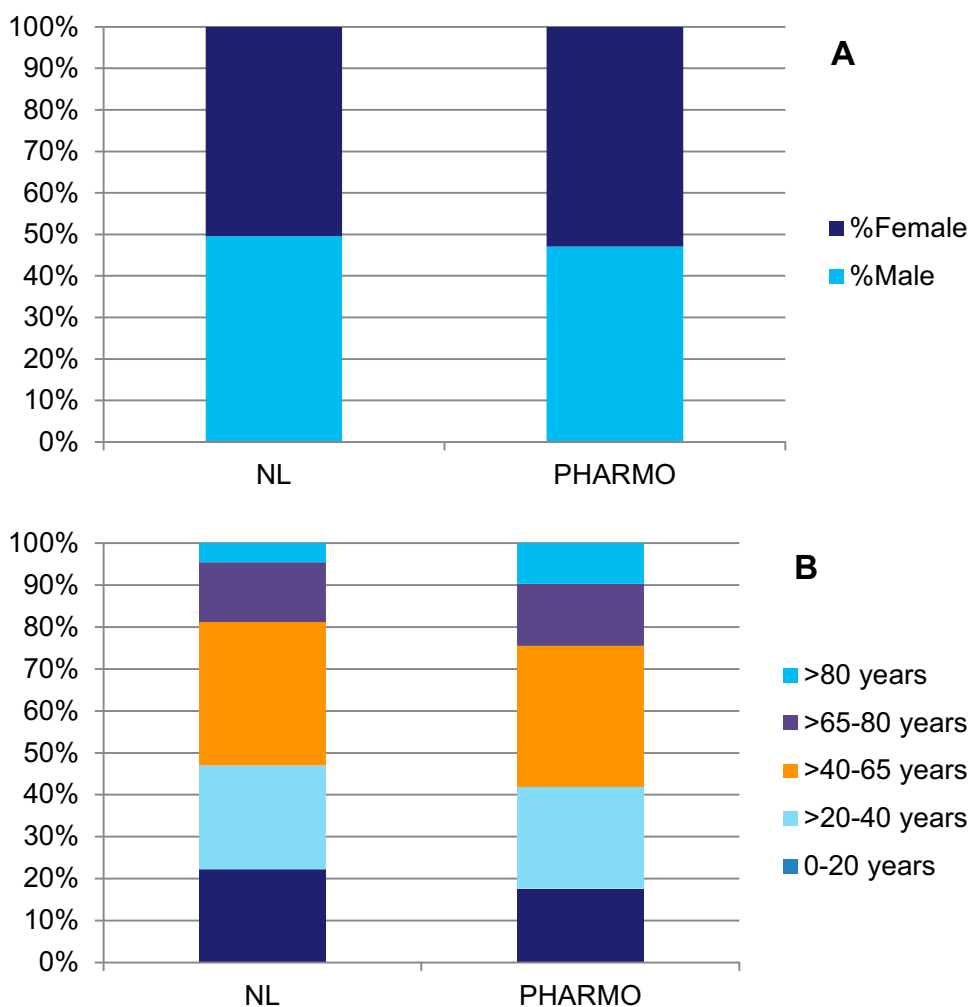 100%
90%
80%
70%
60%
50%
40%
30%
20%
10%
0%
NL PHARMO
A
%Female
%Male
100%
90%
80%
70%
60%
50%
40%
30%
20%
10%
0%
NL PHARMO
B
>80 years
>65-80 years
>40-65 years
>20-40 years
0-20 years